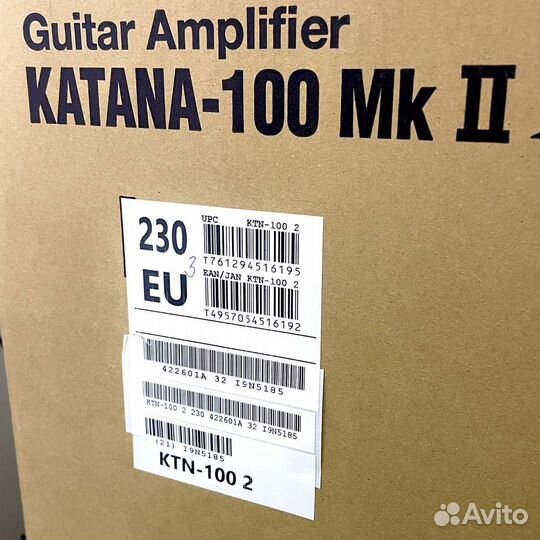 Guitar Amplifier
KATANA-100 Mk II
230
EU
3
UPC KTN-100 2
T761294516195
EAN/JAN KTN-100 2
T4957054516192
422601A 32 I9N5185
KTN-100 2 230 422601A 32 I9N5185
(21) I9N5185
KTN-100 2
Avito